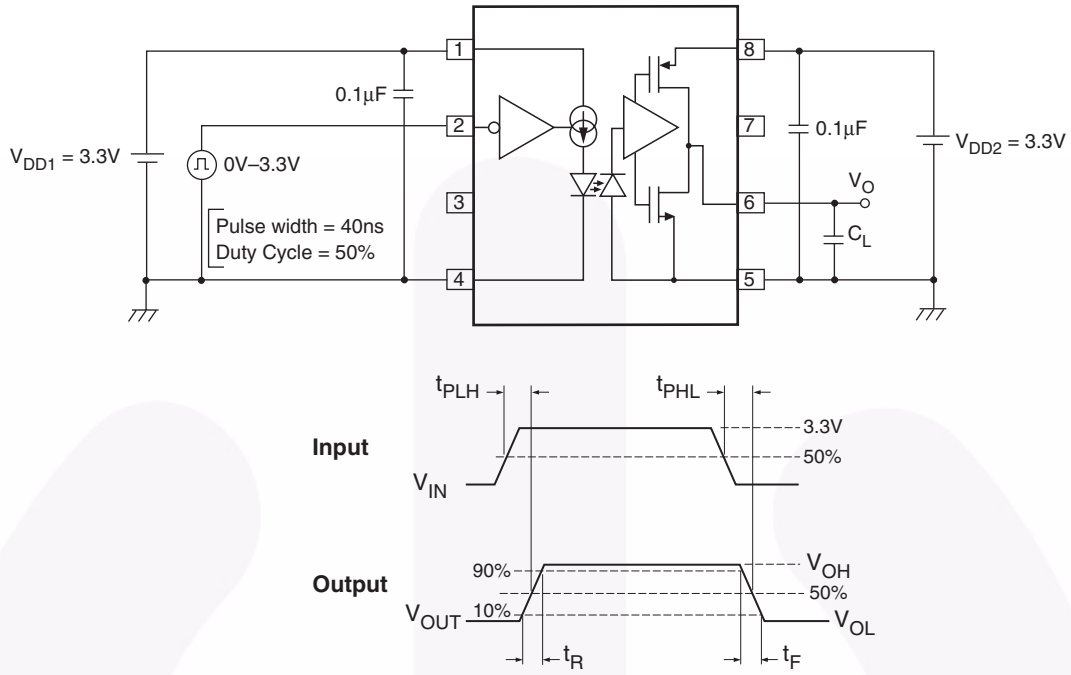 1
8
0.1μF
2
7
0.1μF
V_DD1 = 3.3V
0V–3.3V
V_DD2 = 3.3V
3
6
V_O
Pulse width = 40ns
Duty Cycle = 50%
C_L
4
5
t_PLH
t_PHL
3.3V
Input
50%
V_IN
90%
V_OH
Output
50%
V_OUT
10%
V_OL
t_R
t_F